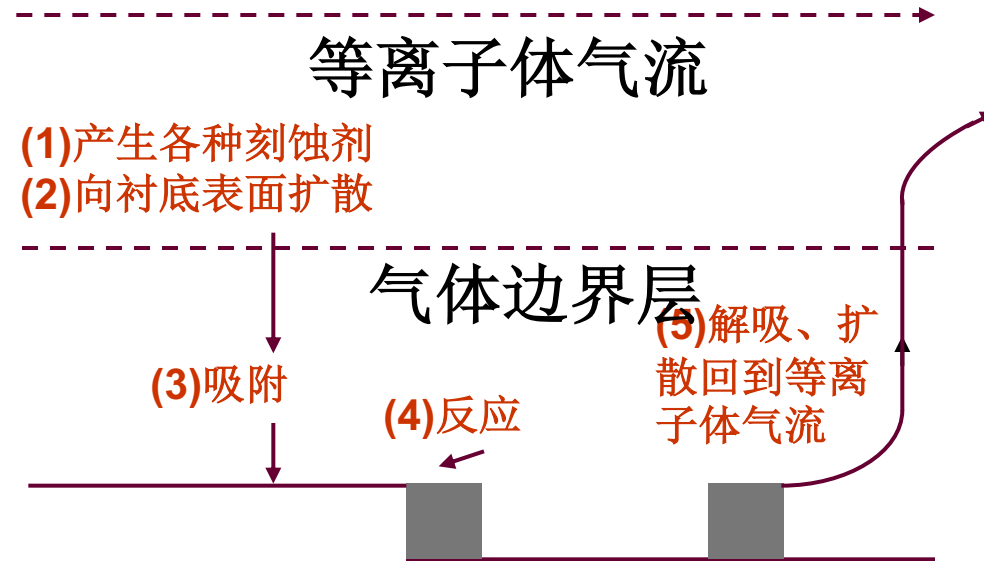 等离子体气流
(1)产生各种刻蚀剂
(2)向衬底表面扩散
气体边界层
(3)吸附
(4)反应
(5)解吸、扩
散回到等离
子体气流